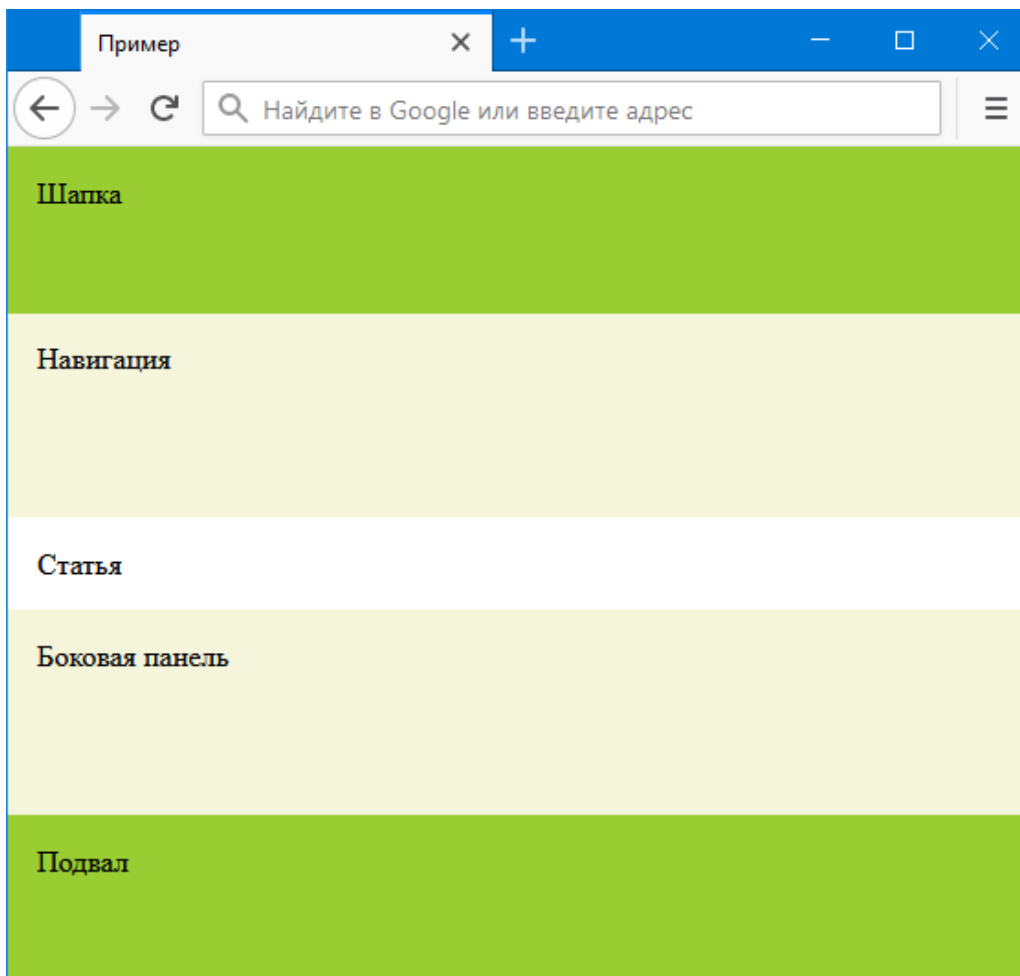 Пример
Найдите в Google или введите адрес
Шапка
Навигация
Статья
Боковая панель
Подвал